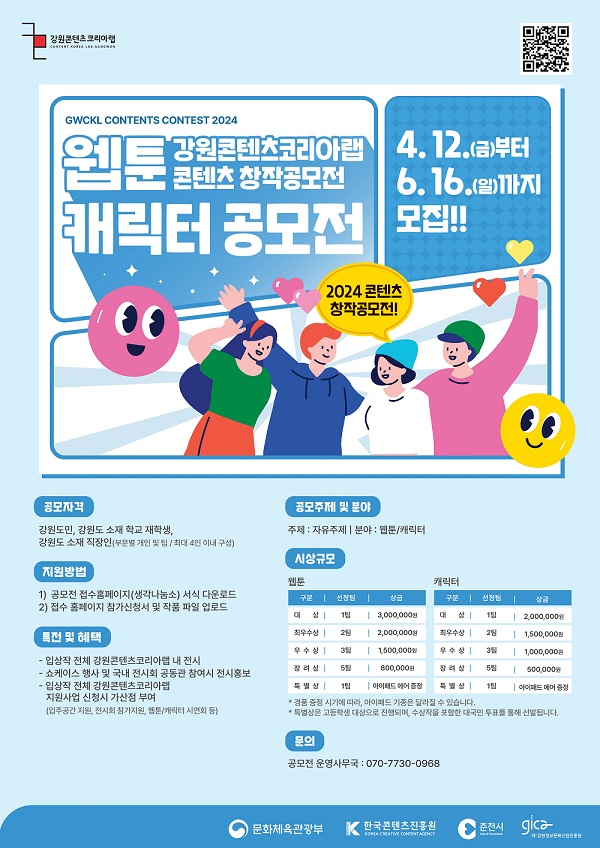 강원콘텐츠코리아랩
CONTENT KOREA LAB GANGWON
GWCKL CONTENTS CONTEST 2024
웹툰 강원콘텐츠코리아랩
콘텐츠 창작공모전
캐릭터 공모전
4. 12.(금)부터
6. 16.(일)까지
모집!!
2024 콘텐츠
창작공모전!
공모자격
강원도민, 강원도 소재 학교 재학생,
강원도 소재 직장인(부문별 개인 및 팀 / 최대 4인 이내 구성)
지원방법
1) 공모전 접수홈페이지(생각나눔소) 서식 다운로드
2) 접수 홈페이지 참가신청서 및 작품 파일 업로드
특전 및 혜택
- 입상작 전체 강원콘텐츠코리아랩 내 전시
- 쇼케이스 행사 및 국내 전시회 공동관 참여시 전시홍보
- 입상작 전체 강원콘텐츠코리아랩
지원사업 신청시 가산점 부여
(입주공간 지원, 전시회 참가지원, 웹툰/캐릭터 시연회 등)
공모주제 및 분야
주제 : 자유주제 | 분야 : 웹툰/캐릭터
시상규모
웹툰
구분 | 선정팀 | 상금
대 상 | 1팀 | 3,000,000원
최우수상 | 2팀 | 2,000,000원
우 수 상 | 3팀 | 1,500,000원
장 려 상 | 5팀 | 800,000원
특 별 상 | 1팀 | 아이패드 에어 증정
캐릭터
구분 | 선정팀 | 상금
대 상 | 1팀 | 2,000,000원
최우수상 | 2팀 | 1,500,000원
우 수 상 | 3팀 | 1,000,000원
장 려 상 | 5팀 | 500,000원
특 별 상 | 1팀 | 아이패드 에어 증정
* 경품 증정 시기에 따라, 아이패드 기종은 달라질 수 있습니다.
* 특별상은 고등학생 대상으로 진행되며, 수상작을 포함한 대국민 투표를 통해 선발됩니다.
문의
공모전 운영사무국 : 070-7730-0968
문화체육관광부
한국콘텐츠진흥원
KOREA CREATIVE CONTENT AGENCY
춘천시
gica
재) 강원정보문화산업진흥원